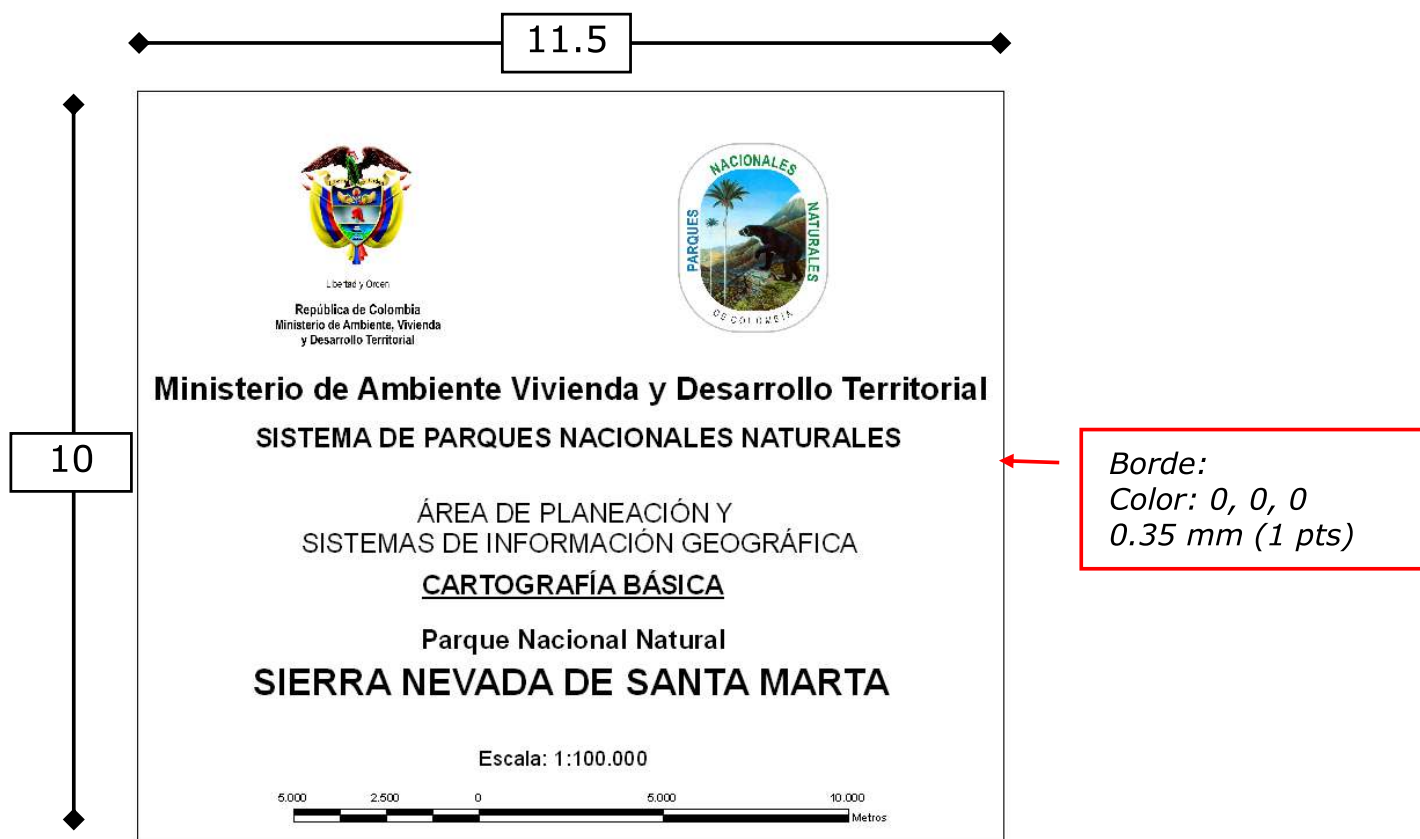 11.5
10
Libertad y Orden
República de Colombia
Ministerio de Ambiente, Vivienda
y Desarrollo Territorial
PARQUES
NACIONALES
NATURALES
DE COLOMBIA
Ministerio de Ambiente Vivienda y Desarrollo Territorial
SISTEMA DE PARQUES NACIONALES NATURALES
ÁREA DE PLANEACIÓN Y
SISTEMAS DE INFORMACIÓN GEOGRÁFICA
CARTOGRAFÍA BÁSICA
Parque Nacional Natural
SIERRA NEVADA DE SANTA MARTA
Escala: 1:100.000
5.000 2.500 0 5.000 10.000
Metros
Borde:
Color: 0, 0, 0
0.35 mm (1 pts)